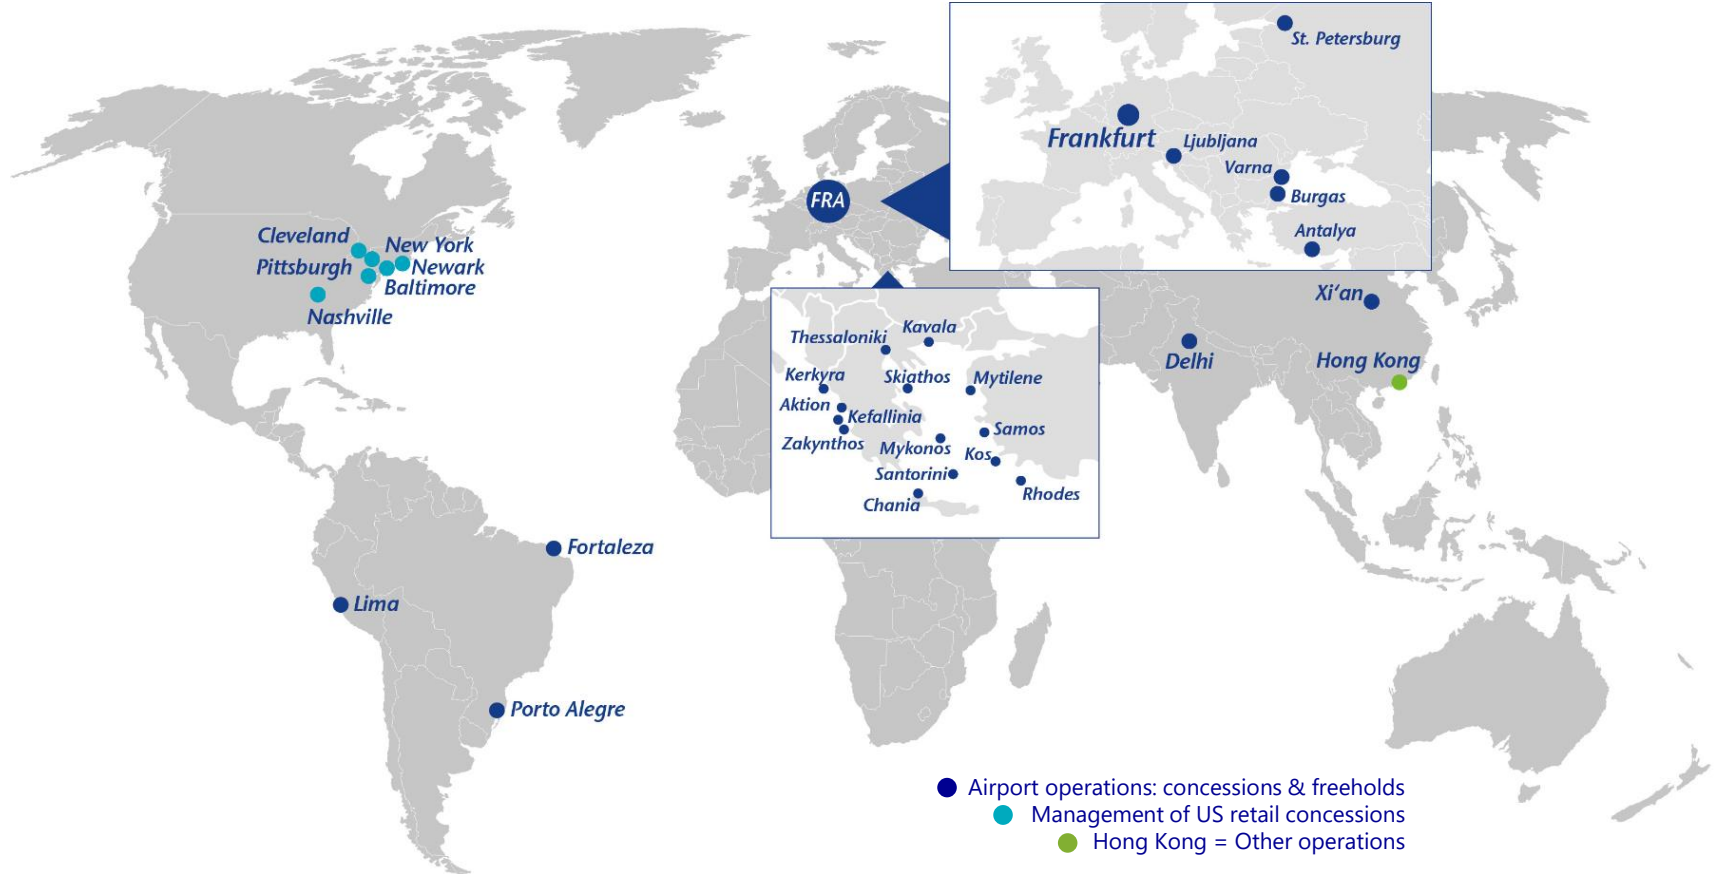 St. Petersburg
Frankfurt
Ljubljana
Varna
Burgas
Antalya
FRA
Cleveland
New York
Pittsburgh
Newark
Baltimore
Nashville
Xi‘an
Delhi
Hong Kong
Kavala
Thessaloniki
Kerkyra
Skiathos
Mytilene
Aktion
Kefallinia
Zakynthos
Mykonos
Samos
Kos
Santorini
Rhodes
Chania
Fortaleza
Lima
Porto Alegre
Airport operations: concessions & freeholds
Management of US retail concessions
Hong Kong = Other operations